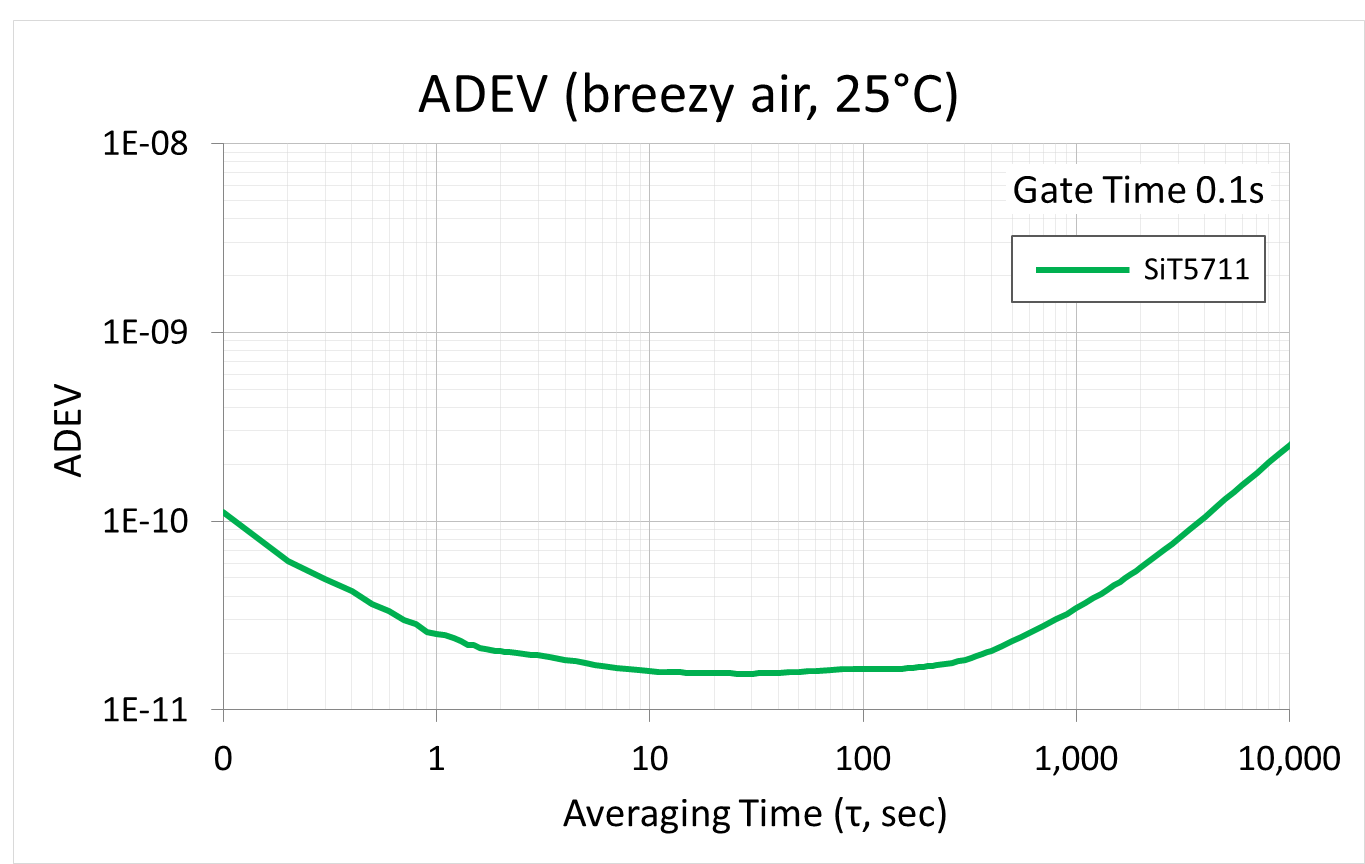 ADEV (breezy air, 25°C)
1E-08
Gate Time 0.1s
SiT5711
1E-09
ADEV
1E-10
1E-11
0 1 10 100 1,000 10,000
Averaging Time (τ, sec)